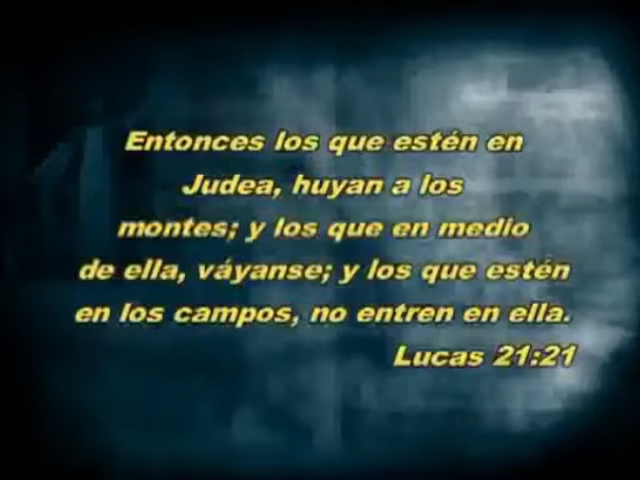 Entonces los que estén en
Judea, huyan a los
montes; y los que en medio
de ella, váyanse; y los que estén
en los campos, no entren en ella.
Lucas 21:21